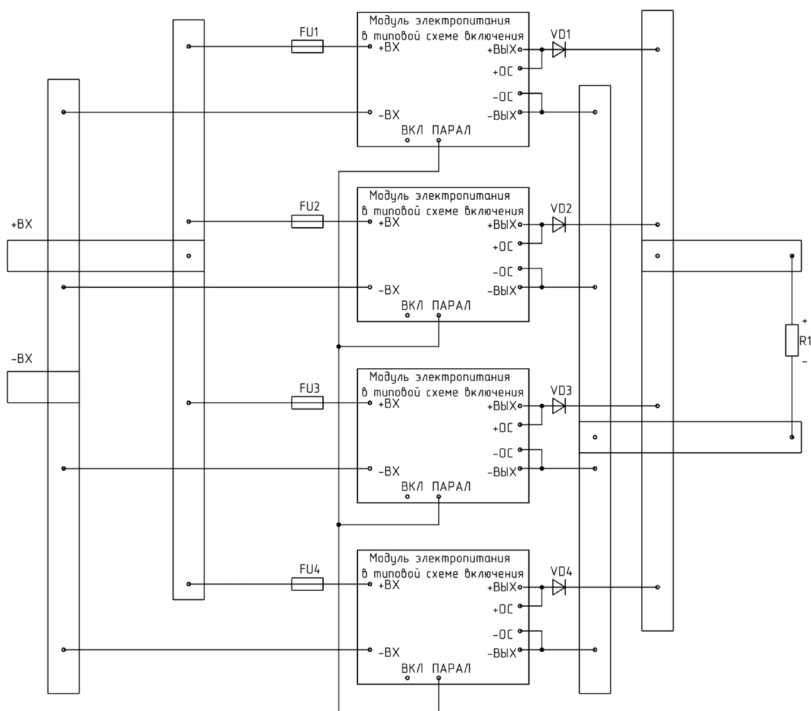 Модуль электропитания
в типовой схеме включения
FU1
+ВХ
+ВЫХ
VD1
+ОС
-ОС
-ВХ
-ВЫХ
ВКЛ ПАРАЛ
Модуль электропитания
в типовой схеме включения
FU2
+ВХ
+ВЫХ
VD2
+ВХ
+ОС
-ОС
-ВХ
-ВЫХ
ВКЛ ПАРАЛ
+
R1
-
-ВХ
Модуль электропитания
в типовой схеме включения
FU3
+ВХ
+ВЫХ
VD3
+ОС
-ОС
-ВХ
-ВЫХ
ВКЛ ПАРАЛ
Модуль электропитания
в типовой схеме включения
FU4
+ВХ
+ВЫХ
VD4
+ОС
-ОС
-ВХ
-ВЫХ
ВКЛ ПАРАЛ